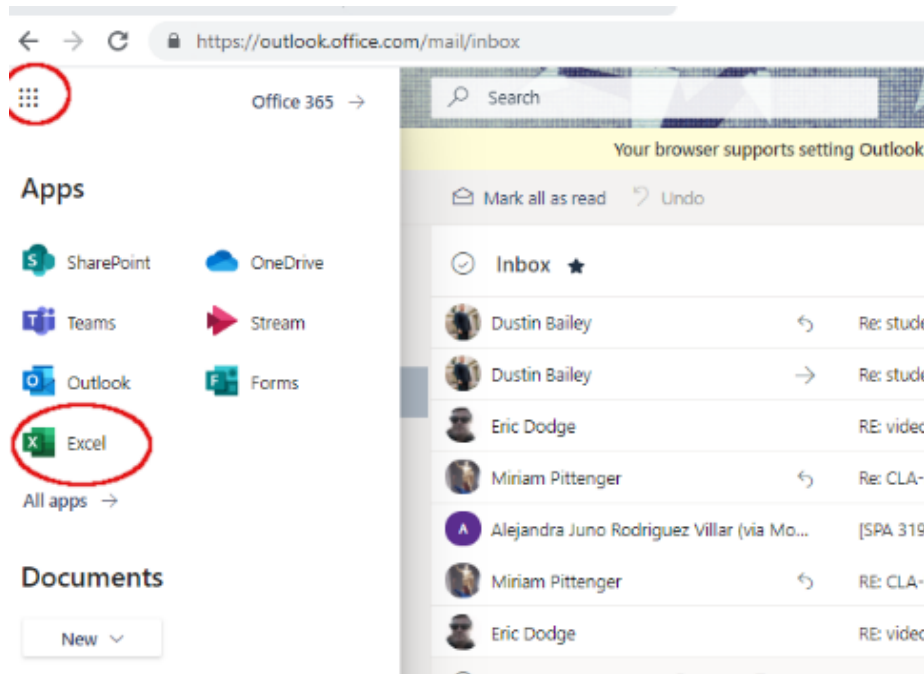 https://outlook.office.com/mail/inbox
Office 365 →
Search
Your browser supports setting Outlook
Apps
Mark all as read Undo
SharePoint OneDrive
Inbox ★
Teams Stream
Dustin Bailey Re: stude
Outlook Forms
Dustin Bailey → Re: stude
Excel
Eric Dodge RE: videc
All apps →
Miriam Pittenger Re: CLA-
Alejandra Juno Rodriguez Villar (via Mo... [SPA 319
Documents
Miriam Pittenger RE: CLA-
New
Eric Dodge RE: videc